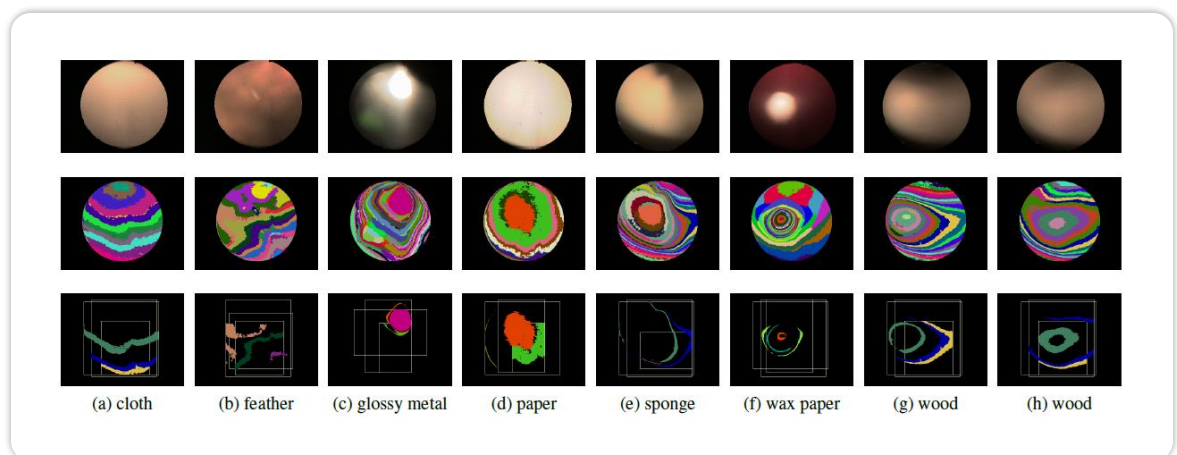 (a) cloth (b) feather (c) glossy metal (d) paper (e) sponge (f) wax paper (g) wood (h) wood